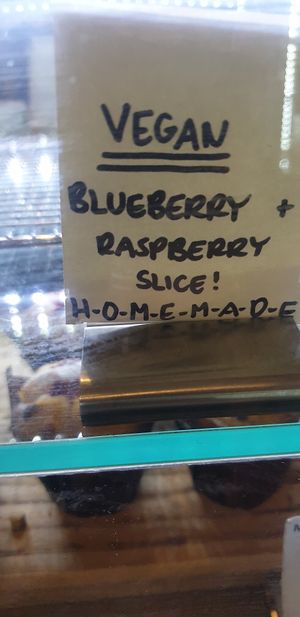 VEGAN
BLUEBERRY +
RASPBERRY
SLICE!
H-O-M-E-M-A-D-E